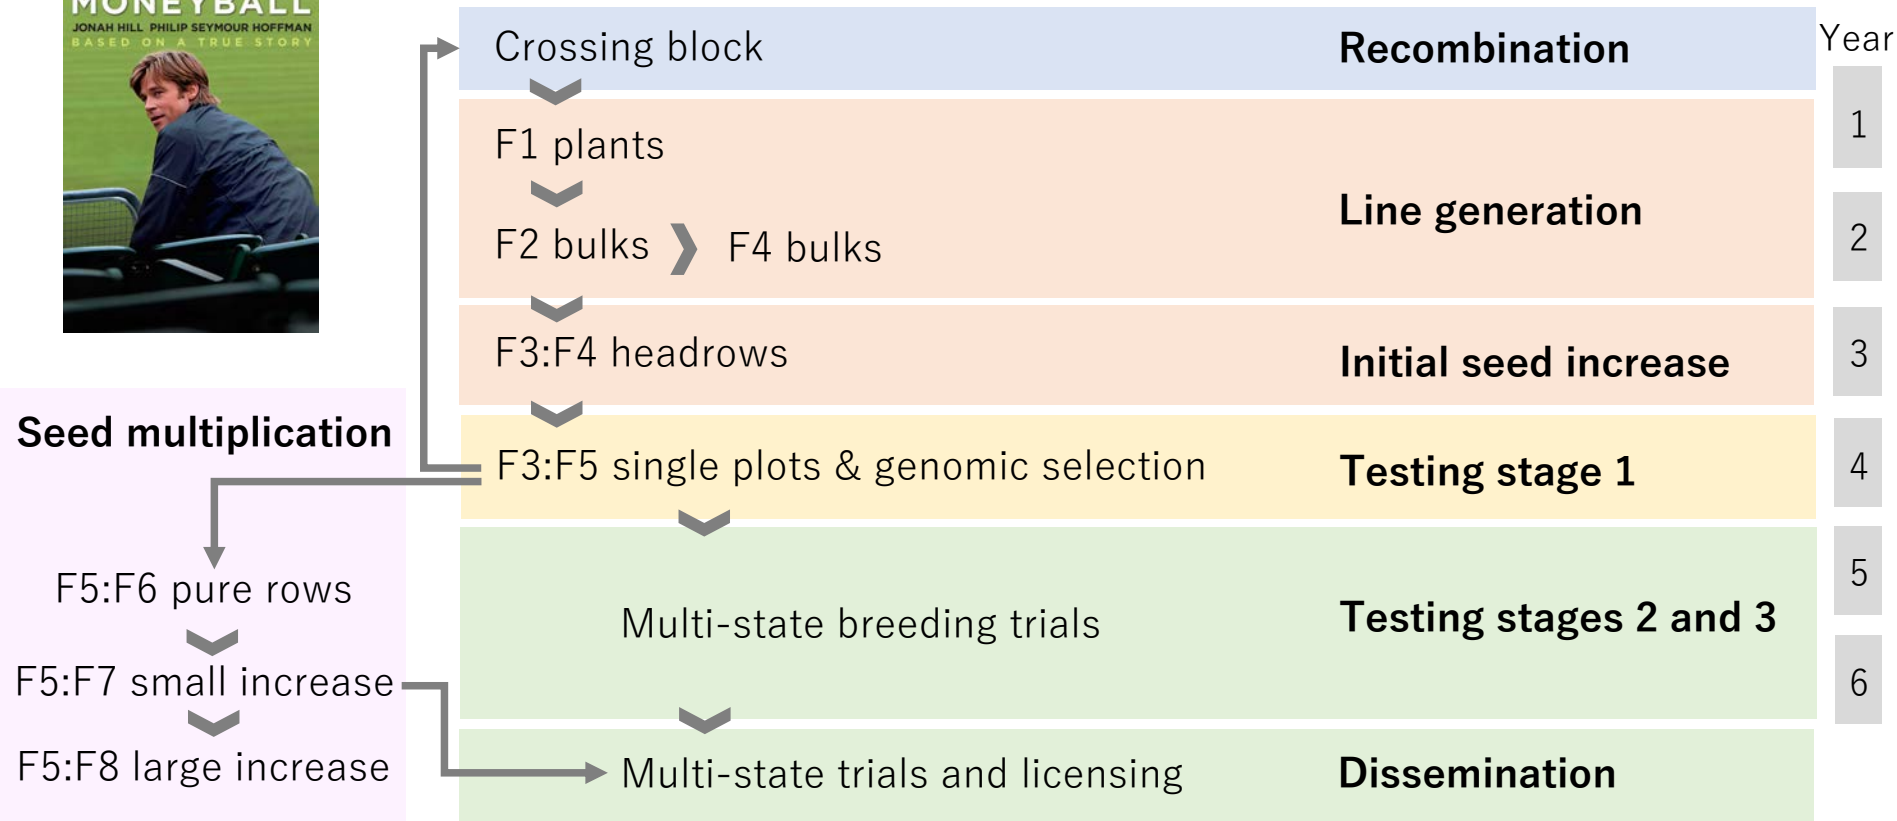 MONEYBALL
JONAH HILL PHILIP SEYMOUR HOFFMAN
BASED ON A TRUE STORY
Crossing block
Recombination
Year
F1 plants
1
Line generation
F2 bulks
F4 bulks
2
F3:F4 headrows
Initial seed increase
3
Seed multiplication
F3:F5 single plots & genomic selection
Testing stage 1
4
F5:F6 pure rows
5
Multi-state breeding trials
Testing stages 2 and 3
F5:F7 small increase
6
F5:F8 large increase
Multi-state trials and licensing
Dissemination